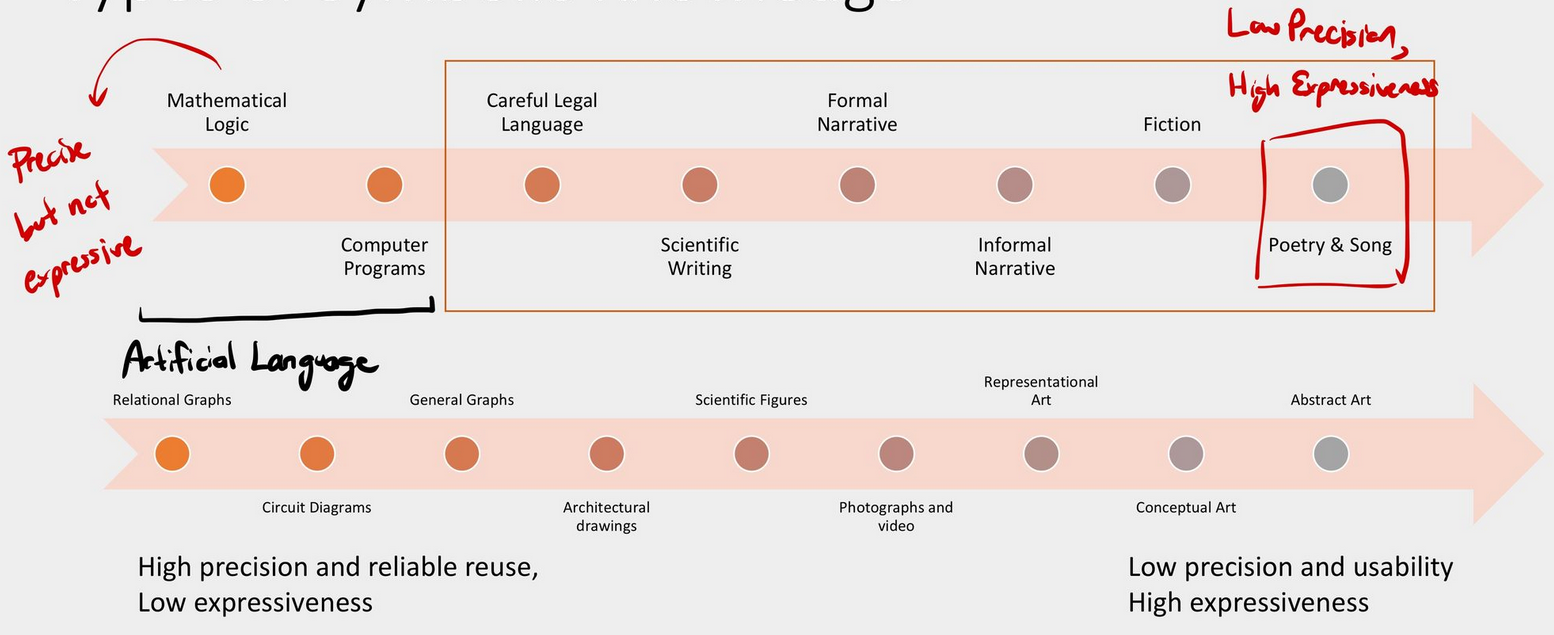 Low Precision,
High Expressiveness
Mathematical
Logic
Careful Legal
Language
Formal
Narrative
Fiction
Precise
but not
expressive
Computer
Programs
Scientific
Writing
Informal
Narrative
Poetry & Song
Artificial Language
Relational Graphs
General Graphs
Scientific Figures
Representational
Art
Abstract Art
Circuit Diagrams
Architectural
drawings
Photographs and
video
Conceptual Art
High precision and reliable reuse,
Low expressiveness
Low precision and usability
High expressiveness